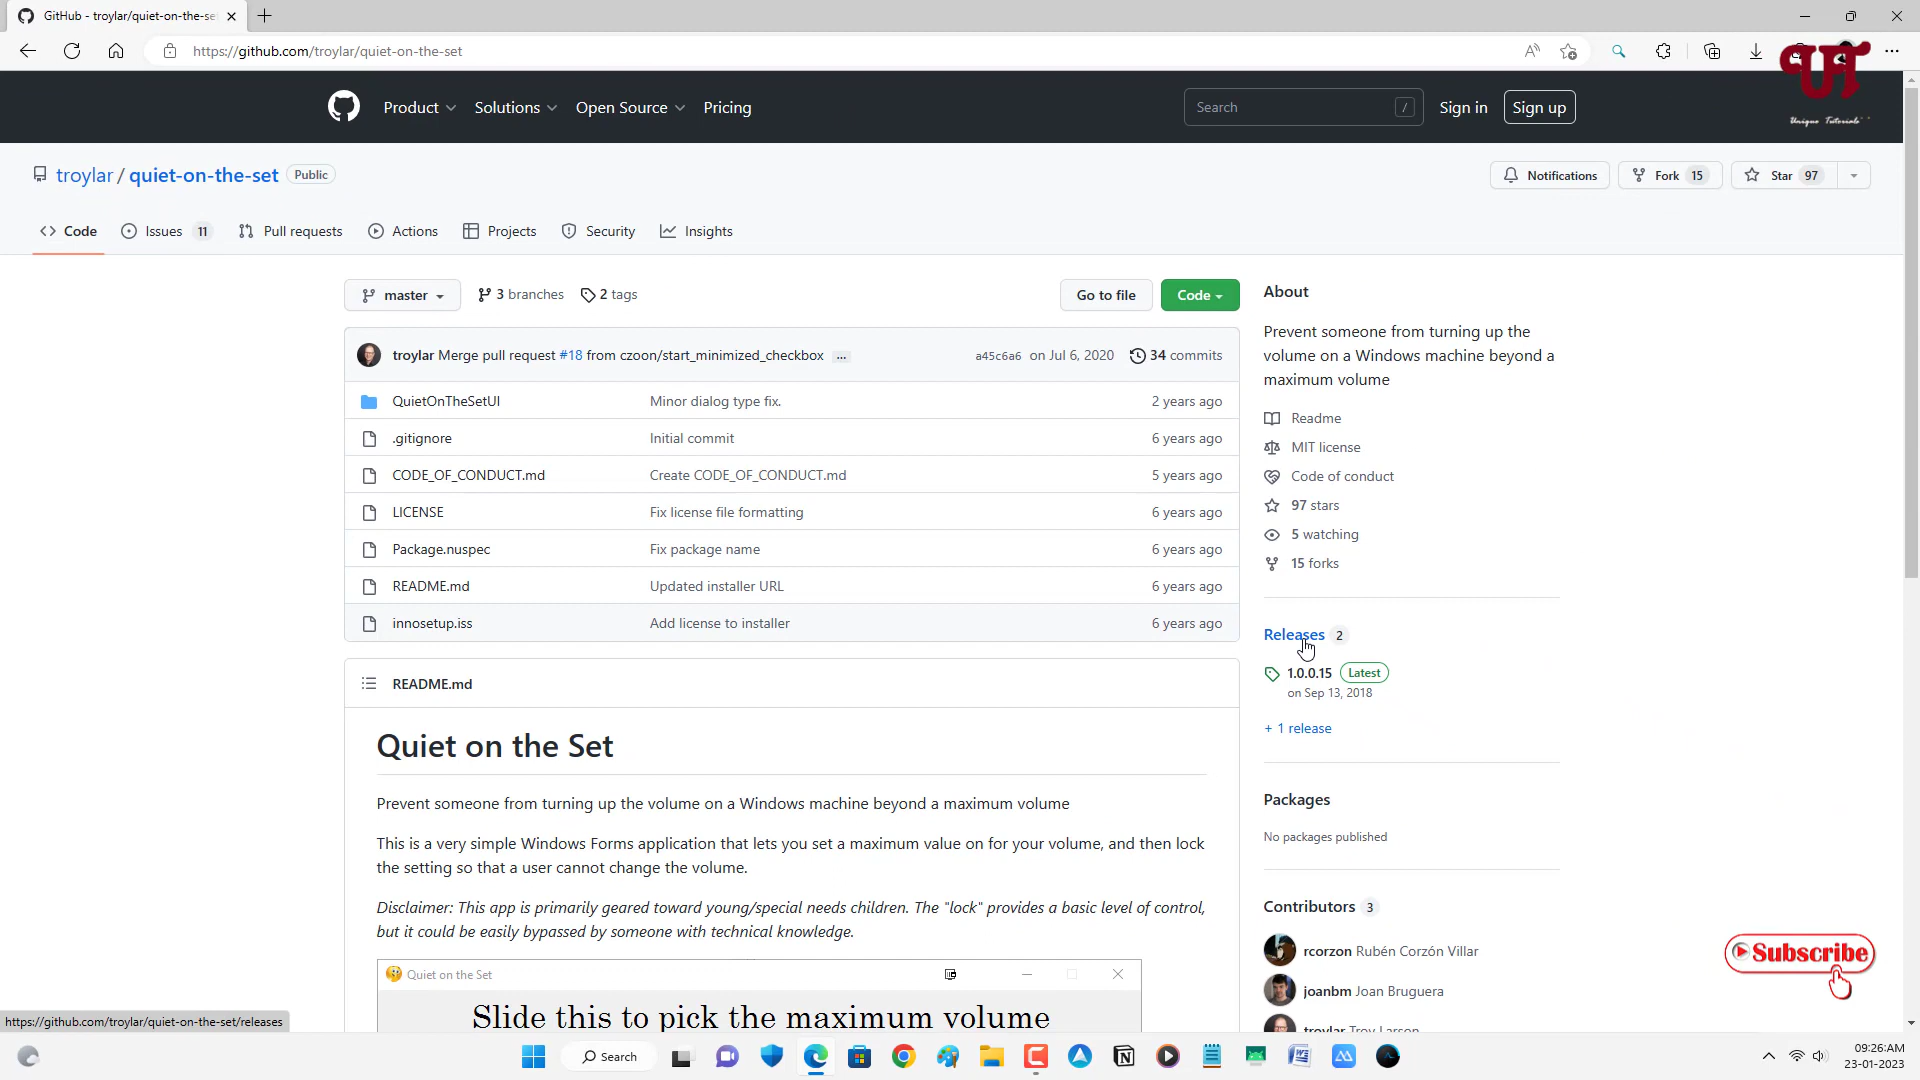 GitHub - troylar/quiet-on-the-se
https://github.com/troylar/quiet-on-the-set
UT
Unique Tutorials
Product
Solutions
Open Source
Pricing
Search /
Sign in
Sign up
troylar / quiet-on-the-set Public
Notifications
Fork 15
Star 97
Code
Issues 11
Pull requests
Actions
Projects
Security
Insights
master
3 branches
2 tags
Go to file
Code
troylar Merge pull request #18 from czoon/start_minimized_checkbox ... a45c6a6 on Jul 6, 2020 34 commits
QuietOnTheSetUI Minor dialog type fix. 2 years ago
.gitignore Initial commit 6 years ago
CODE_OF_CONDUCT.md Create CODE_OF_CONDUCT.md 5 years ago
LICENSE Fix license file formatting 6 years ago
Package.nuspec Fix package name 6 years ago
README.md Updated installer URL 6 years ago
innosetup.iss Add license to installer 6 years ago
README.md
Quiet on the Set
Prevent someone from turning up the volume on a Windows machine beyond a maximum volume
This is a very simple Windows Forms application that lets you set a maximum value on for your volume, and then lock
the setting so that a user cannot change the volume.
Disclaimer: This app is primarily geared toward young/special needs children. The "lock" provides a basic level of control,
but it could be easily bypassed by someone with technical knowledge.
Quiet on the Set
Slide this to pick the maximum volume
About
Prevent someone from turning up the
volume on a Windows machine beyond a
maximum volume
Readme
MIT license
Code of conduct
97 stars
5 watching
15 forks
Releases 2
1.0.0.15 Latest
on Sep 13, 2018
+ 1 release
Packages
No packages published
Contributors 3
rcorzon Rubén Corzón Villar
joanbm Joan Bruguera
troylar Troy Larson
Subscribe
https://github.com/troylar/quiet-on-the-set/releases
Search
09:26:AM
23-01-2023